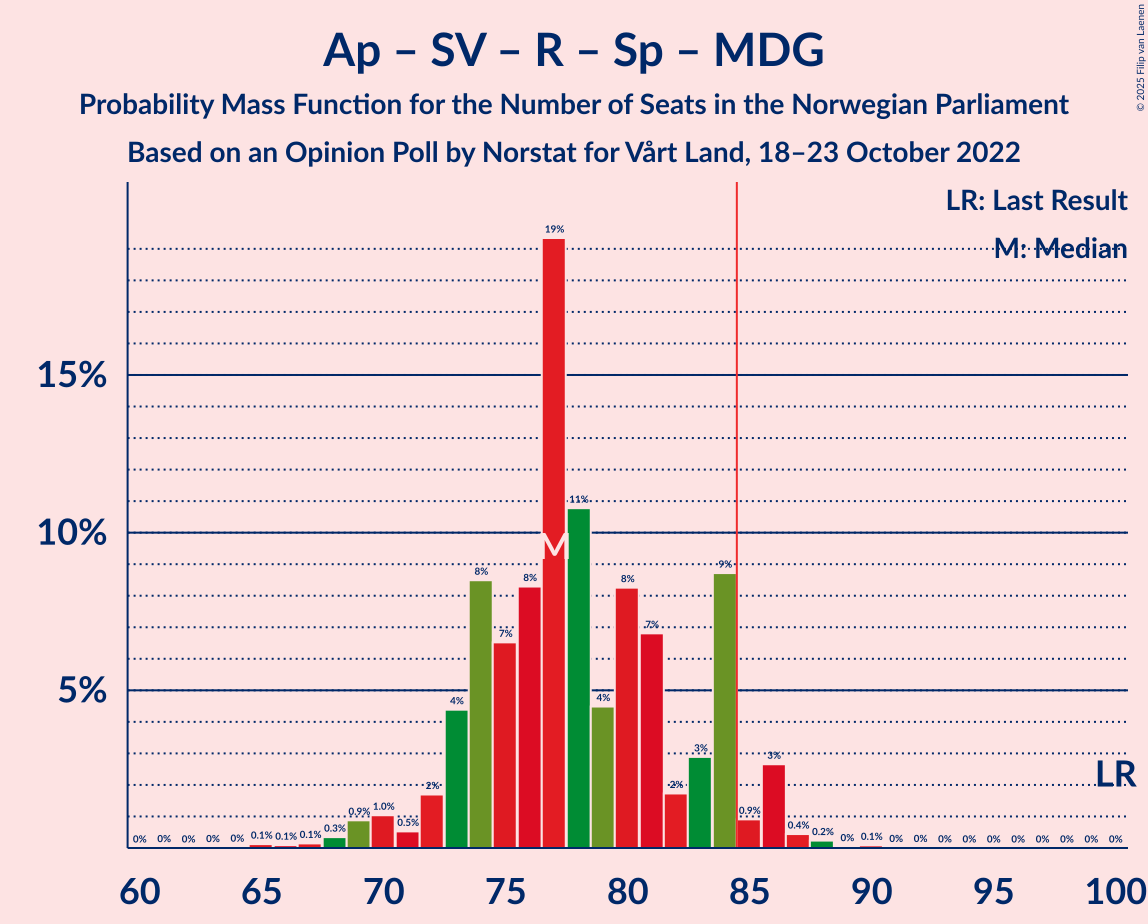 Ap – SV – R – Sp – MDG
Probability Mass Function for the Number of Seats in the Norwegian Parliament
Based on an Opinion Poll by Norstat for Vårt Land, 18–23 October 2022
© 2025 Filip van Laenen
LR: Last Result
M: Median
15%
10%
5%
0% 0% 0% 0% 0% 0.1% 0.1% 0.1% 0.3% 0.9% 1.0% 0.5% 2% 4% 8% 7% 8% 19% 11% 4% 8% 7% 2% 3% 9% 0.9% 3% 0.4% 0.2% 0% 0.1% 0% 0% 0% 0% 0% 0% 0% 0% 0% 0%
M
LR
60 65 70 75 80 85 90 95 100